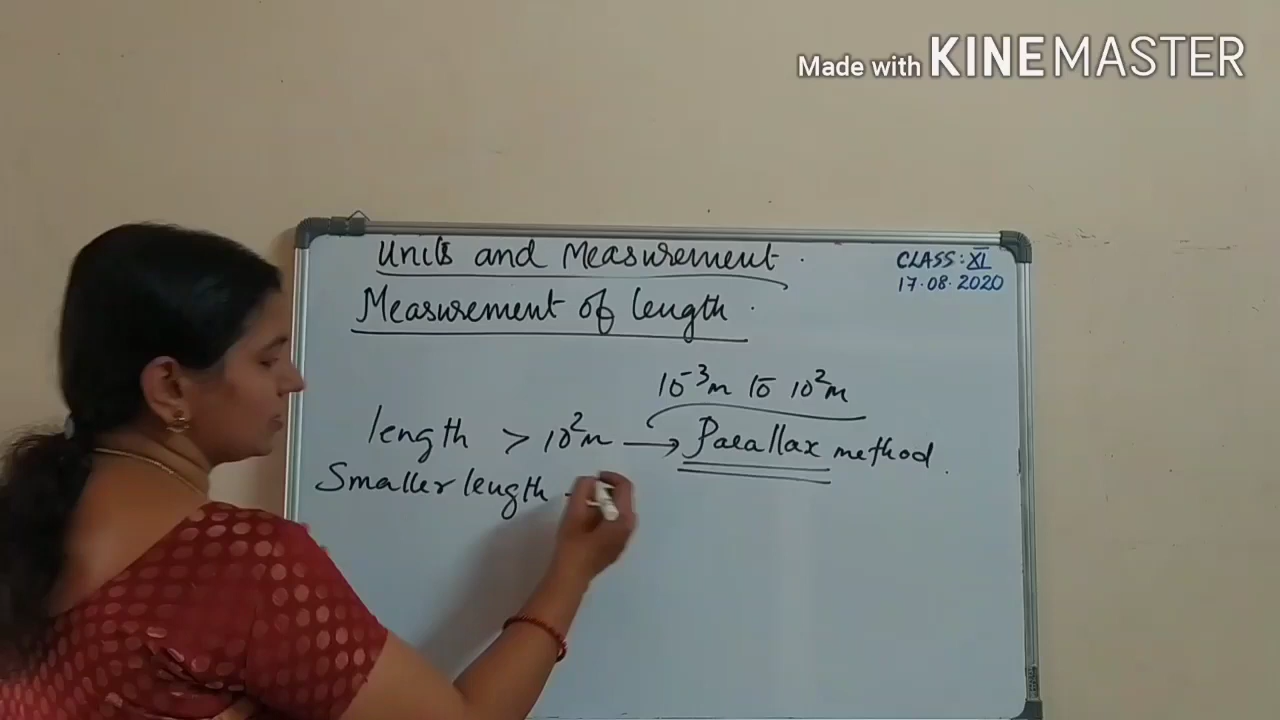 Made with KINEMASTER
Units and Measurement.
CLASS: XI
17.08.2020
Measurement of length.
10⁻³m to 10²m
length > 10²m → Parallax method.
Smaller length -